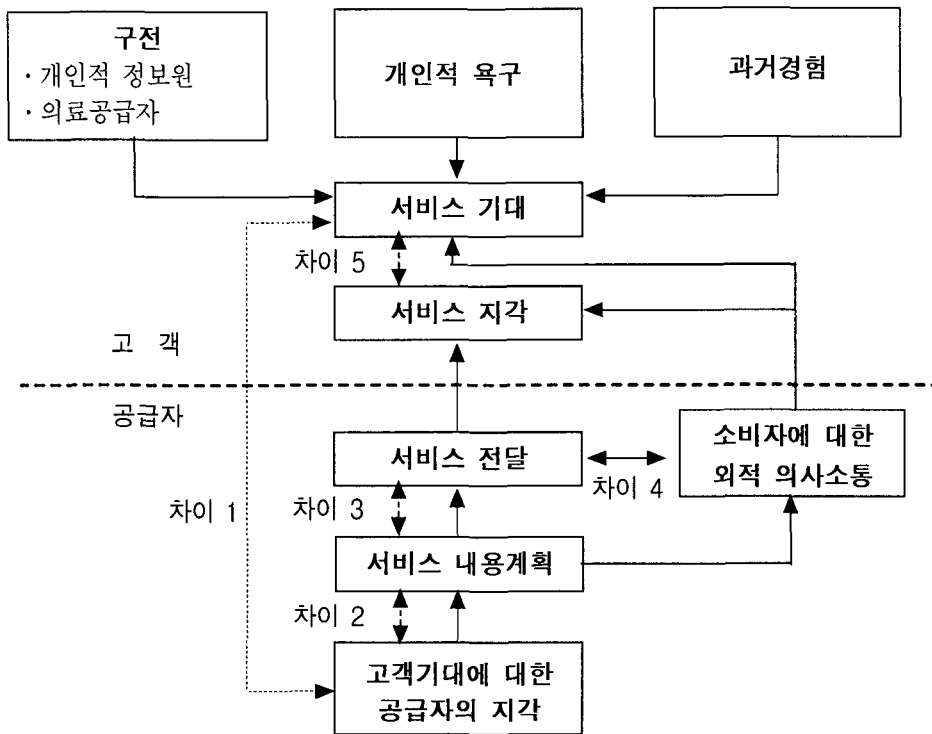 구전
· 개인적 정보원
· 의료공급자
개인적 욕구
과거경험
서비스 기대
차이 5
서비스 지각
고 객
공급자
서비스 전달
소비자에 대한
외적 의사소통
차이 4
차이 1
차이 3
서비스 내용계획
차이 2
고객기대에 대한
공급자의 지각